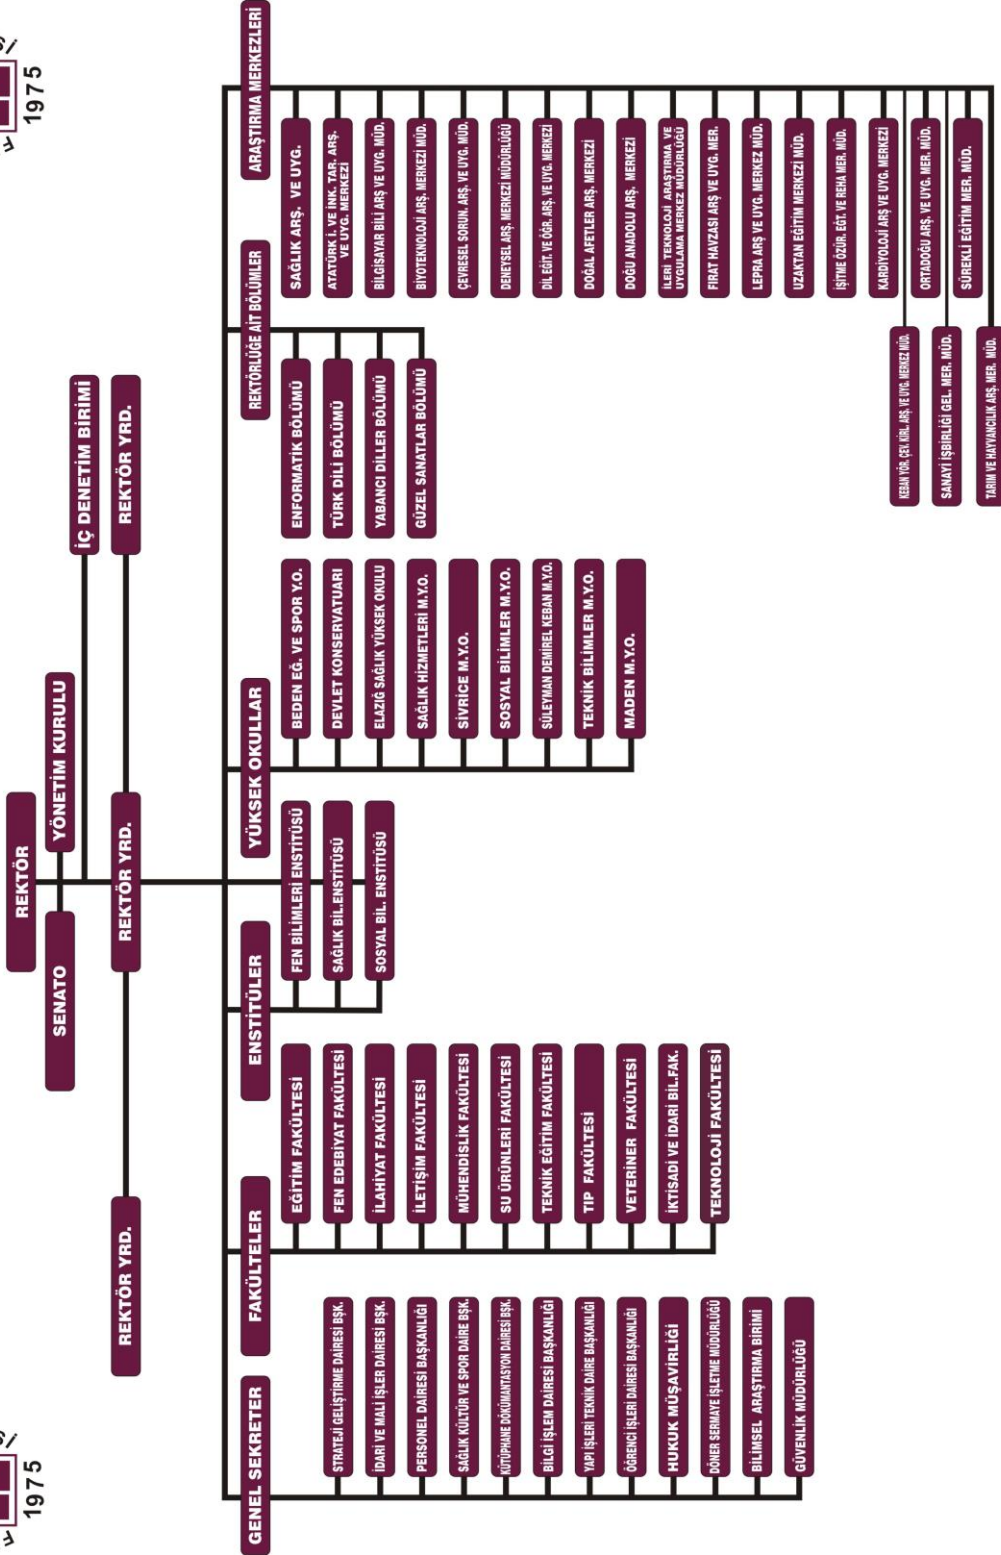 1975
1975
REKTÖR
SENATO
YÖNETİM KURULU
İÇ DENETİM BİRİMİ
REKTÖR YRD.
REKTÖR YRD.
REKTÖR YRD.
GENEL SEKRETER
STRATEJİ GELİŞTİRME DAİRESİ BŞK.
İDARİ VE MALİ İŞLER DAİRESİ BŞK.
PERSONEL DAİRESİ BAŞKANLIĞI
SAĞLIK KÜLTÜR VE SPOR DAİRE BŞK.
KÜTÜPHANE DÖKÜMANTASYON DAİRESİ BŞK.
BİLGİ İŞLEM DAİRESİ BAŞKANLIĞI
YAPI İŞLERİ TEKNİK DAİRE BAŞKANLIĞI
ÖĞRENCİ İŞLERİ DAİRESİ BAŞKANLIĞI
HUKUK MÜŞAVİRLİĞİ
DÖNER SERMAYE İŞLETME MÜDÜRLÜĞÜ
BİLİMSEL ARAŞTIRMA BİRİMİ
GÜVENLİK MÜDÜRLÜĞÜ
FAKÜLTELER
EĞİTİM FAKÜLTESİ
FEN EDEBİYAT FAKÜLTESİ
İLAHİYAT FAKÜLTESİ
İLETİŞİM FAKÜLTESİ
MÜHENDİSLİK FAKÜLTESİ
SU ÜRÜNLERİ FAKÜLTESİ
TEKNİK EĞİTİM FAKÜLTESİ
TIP FAKÜLTESİ
VETERİNER FAKÜLTESİ
İKTİSADİ VE İDARİ BİL.FAK.
TEKNOLOJİ FAKÜLTESİ
ENSTİTÜLER
FEN BİLİMLERİ ENSTİTÜSÜ
SAĞLIK BİL.ENSTİTÜSÜ
SOSYAL BİL. ENSTİTÜSÜ
YÜKSEK OKULLAR
BEDEN EĞ. VE SPOR Y.O.
DEVLET KONSERVATUARI
ELAZIĞ SAĞLIK YÜKSEK OKULU
SAĞLIK HİZMETLERİ M.Y.O.
SİVRİCE M.Y.O.
SOSYAL BİLİMLER M.Y.O.
SÜLEYMAN DEMİREL KEBAN M.Y.O.
TEKNİK BİLİMLER M.Y.O.
MADEN M.Y.O.
REKTÖRLÜĞE AİT BÖLÜMLER
ENFORMATİK BÖLÜMÜ
TÜRK DİLİ BÖLÜMÜ
YABANCI DİLLER BÖLÜMÜ
GÜZEL SANATLAR BÖLÜMÜ
ARAŞTIRMA MERKEZLERİ
SAĞLIK ARŞ. VE UYG.
ATATÜRK İ. VE İNK. TAR. ARŞ.
VE UYG. MERKEZİ
BİLGİSAYAR BİLİ ARŞ VE UYG. MÜD.
BİYOTEKNOLOJİ ARŞ. MERKEZİ MÜD.
ÇEVRESEL SORUN. ARŞ. VE UYG. MÜD.
DENEYSEL ARŞ. MERKEZİ MÜDÜRLÜĞÜ
DİL EĞİT. VE ÖĞR. ARŞ. VE UYG. MERKEZİ
DOĞAL AFETLER ARŞ. MERKEZİ
DOĞU ANADOLU ARŞ. MERKEZİ
İLERİ TEKNOLOJİ ARAŞTIRMA VE
UYGULAMA MERKEZ MÜDÜRLÜĞÜ
FIRAT HAVZASI ARŞ VE UYG. MER.
LEPRA ARŞ VE UYG. MERKEZ MÜD.
UZAKTAN EĞİTİM MERKEZİ MÜD.
İŞİTME ÖZÜR. EĞT. VE REHA MER. MÜD.
KARDİYOLOJİ ARŞ VE UYG. MERKEZİ
KEBAN YÖR. ÇEV. KİRL. ARŞ. VE UYG. MERKEZ MÜD.
ORTADOĞU ARŞ. VE UYG. MER. MÜD.
SANAYİ İŞBİRLİĞİ GEL. MER. MÜD.
SÜREKLİ EĞİTİM MER. MÜD.
TARIM VE HAYVANCILIK ARŞ. MER. MÜD.